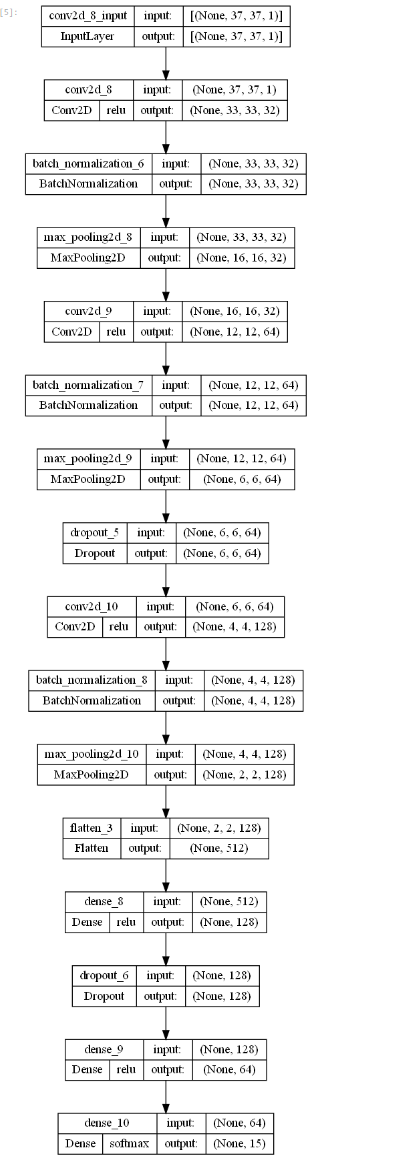 [5]:
conv2d_8_input input: [(None, 37, 37, 1)]
InputLayer output: [(None, 37, 37, 1)]
conv2d_8 input: (None, 37, 37, 1)
Conv2D relu output: (None, 33, 33, 32)
batch_normalization_6 input: (None, 33, 33, 32)
BatchNormalization output: (None, 33, 33, 32)
max_pooling2d_8 input: (None, 33, 33, 32)
MaxPooling2D output: (None, 16, 16, 32)
conv2d_9 input: (None, 16, 16, 32)
Conv2D relu output: (None, 12, 12, 64)
batch_normalization_7 input: (None, 12, 12, 64)
BatchNormalization output: (None, 12, 12, 64)
max_pooling2d_9 input: (None, 12, 12, 64)
MaxPooling2D output: (None, 6, 6, 64)
dropout_5 input: (None, 6, 6, 64)
Dropout output: (None, 6, 6, 64)
conv2d_10 input: (None, 6, 6, 64)
Conv2D relu output: (None, 4, 4, 128)
batch_normalization_8 input: (None, 4, 4, 128)
BatchNormalization output: (None, 4, 4, 128)
max_pooling2d_10 input: (None, 4, 4, 128)
MaxPooling2D output: (None, 2, 2, 128)
flatten_3 input: (None, 2, 2, 128)
Flatten output: (None, 512)
dense_8 input: (None, 512)
Dense relu output: (None, 128)
dropout_6 input: (None, 128)
Dropout output: (None, 128)
dense_9 input: (None, 128)
Dense relu output: (None, 64)
dense_10 input: (None, 64)
Dense softmax output: (None, 15)